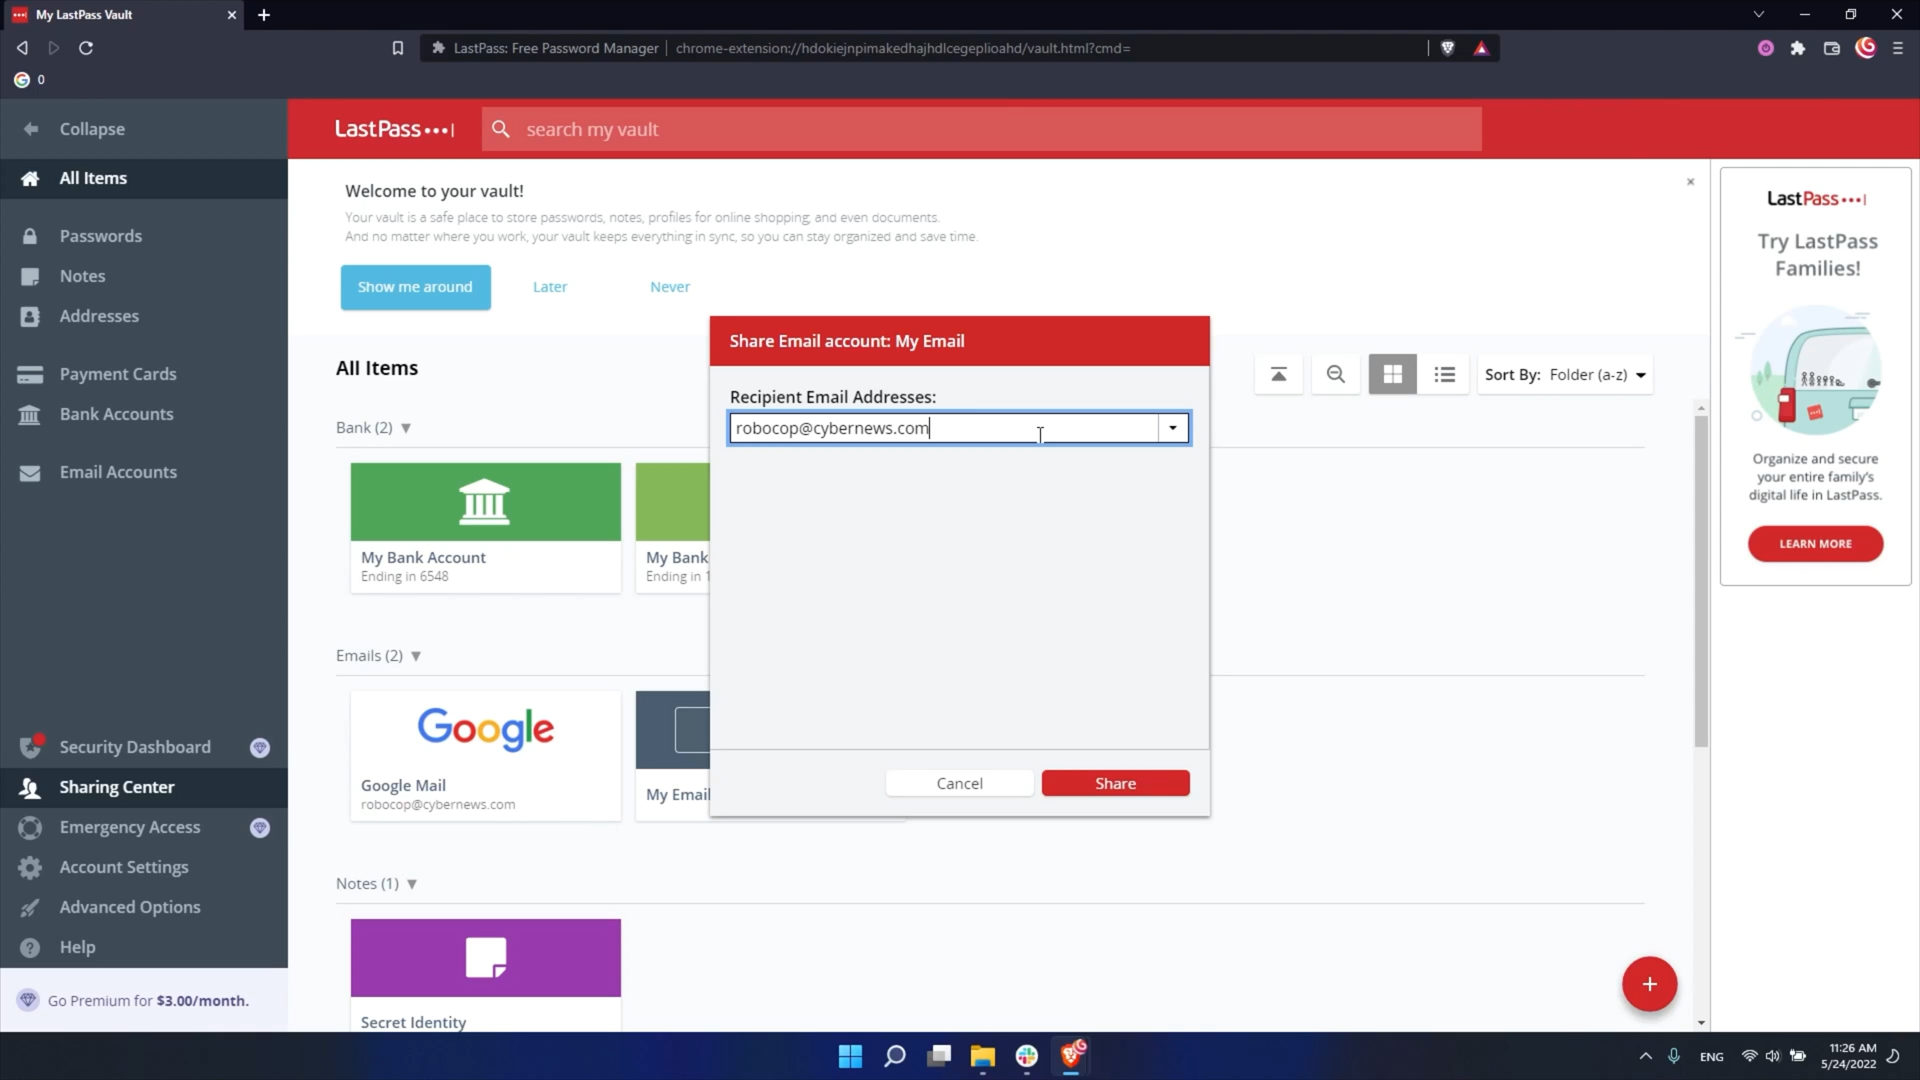 My LastPass Vault
LastPass: Free Password Manager
chrome-extension://hdokiejnpimakedhajhdlcegeplioahd/vault.html?cmd=
0
Collapse
All Items
Passwords
Notes
Addresses
Payment Cards
Bank Accounts
Email Accounts
Security Dashboard
Sharing Center
Emergency Access
Account Settings
Advanced Options
Help
Go Premium for $3.00/month.
LastPass
search my vault
Welcome to your vault!
Your vault is a safe place to store passwords, notes, profiles for online shopping, and even documents.
And no matter where you work, your vault keeps everything in sync, so you can stay organized and save time.
Show me around
Later
Never
All Items
Sort By: Folder (a-z)
Bank (2)
My Bank Account
Ending in 6548
My Bank
Ending in 1
Emails (2)
Google
Google Mail
robocop@cybernews.com
My Email
Notes (1)
Secret Identity
Share Email account: My Email
Recipient Email Addresses:
robocop@cybernews.com
Cancel
Share
LastPass
Try LastPass
Families!
Organize and secure
your entire family's
digital life in LastPass.
LEARN MORE
ENG
11:26 AM
5/24/2022